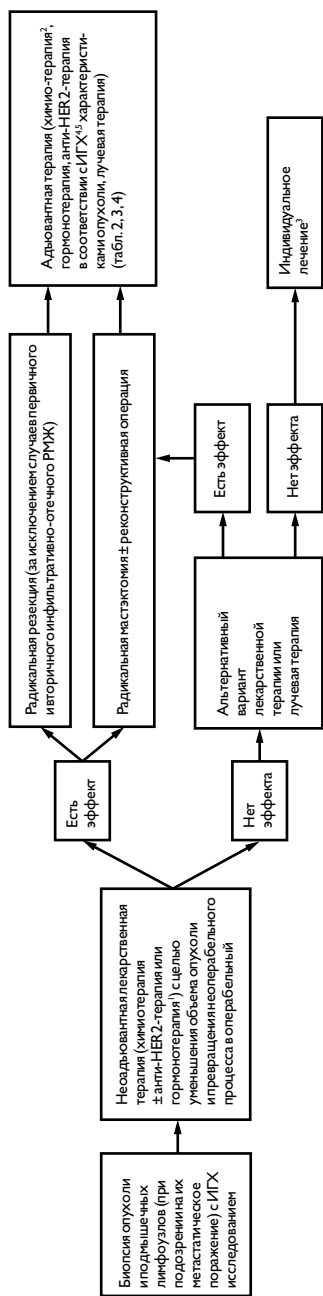 Биопсия опухоли
и подмышечных
лимфоузлов (при
подозрении на их
метастатическое
поражение) с ИГХ
исследованием
Неоадъювантная лекарственная
терапия (химиотерапия
± анти-HER2-терапия или
гормонотерапия¹) с целью
уменьшения объема опухоли
и превращения неоперабельного
процесса в операбельный
Есть
эффект
Нет
эффекта
Радикальная резекция (за исключением случаев первичного
и вторичного инфильтративно-отечного РМЖ)
Радикальная мастэктомия ± реконструктивная операция
Альтернативный
вариант
лекарственной
терапии или
лучевая терапия
Есть эффект
Нет эффекта
Адьювантная терапия (химио-терапия²,
гормонотерапия, анти-HER2-терапия
в соответствии с ИГХ⁴,⁵ характеристи-
ками опухоли, лучевая терапия)
(табл. 2, 3, 4)
Индивидуальное
лечение³